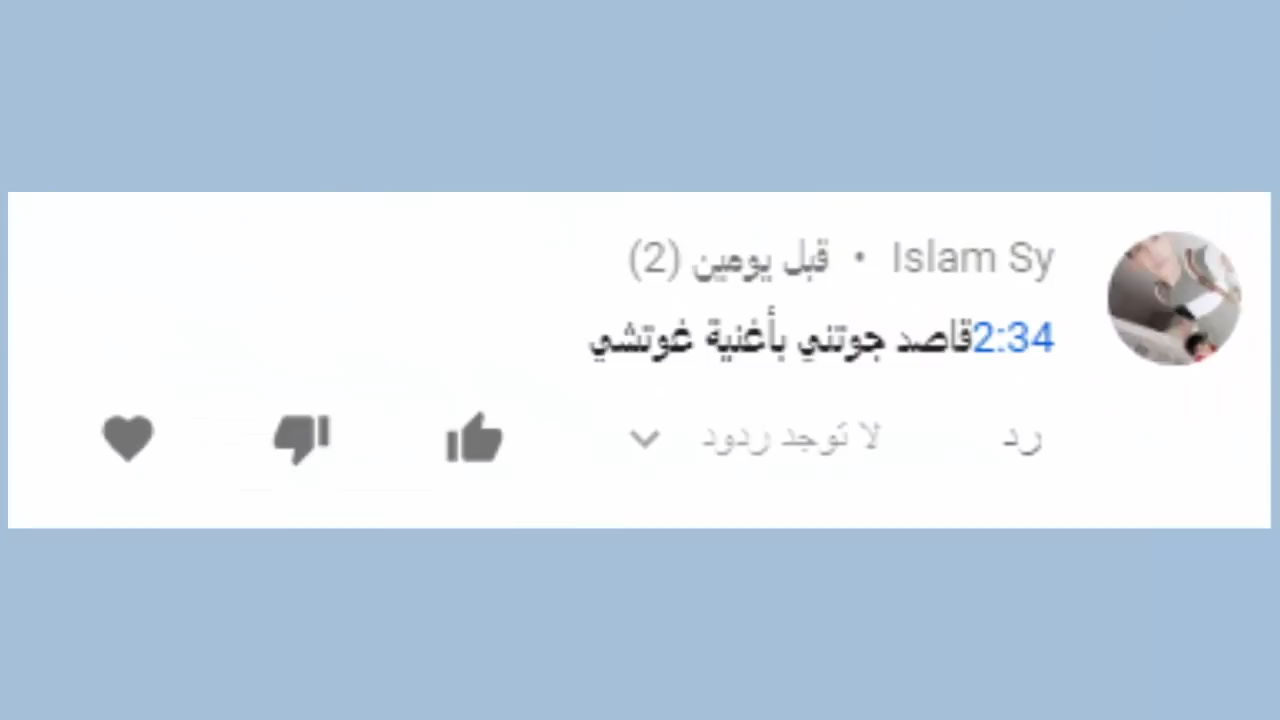 Islam Sy • قبل يومين (2)
2:34قاصد جوتني بأغنية غوتشي
رد لا توجد ردود